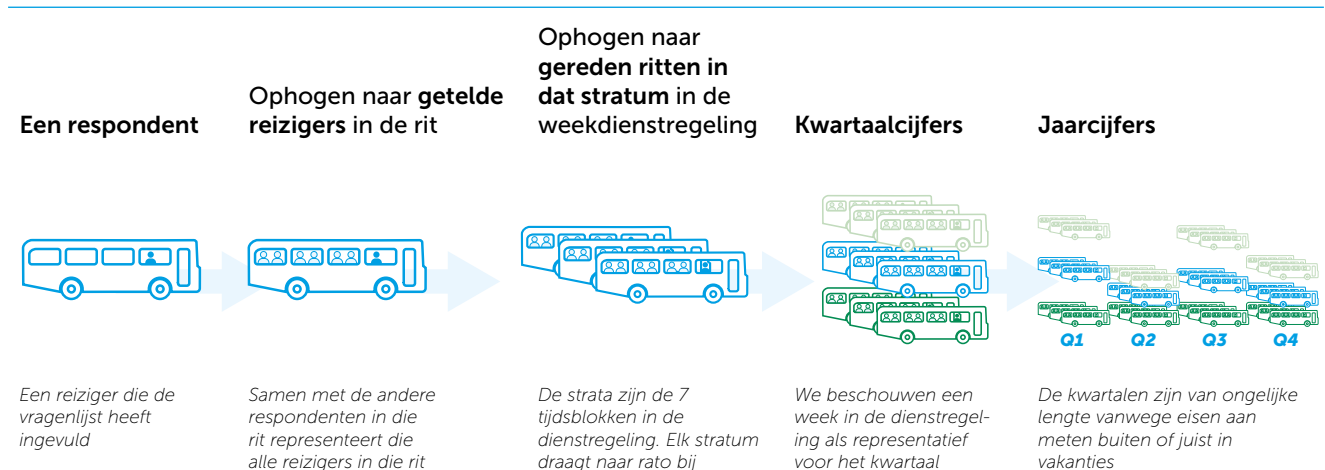 Een respondent
Ophogen naar getelde
reizigers in de rit
Ophogen naar
gereden ritten in
dat stratum in de
weekdienstregeling
Kwartaalcijfers
Jaarcijfers
Q1
Q2
Q3
Q4
Een reiziger die de
vragenlijst heeft
ingevuld
Samen met de andere
respondenten in die
rit representeert die
alle reizigers in die rit
De strata zijn de 7
tijdsblokken in de
dienstregeling. Elk stratum
draagt naar rato bij
We beschouwen een
week in de dienstregel-
ing als representatief
voor het kwartaal
De kwartalen zijn van ongelijke
lengte vanwege eisen aan
meten buiten of juist in
vakanties